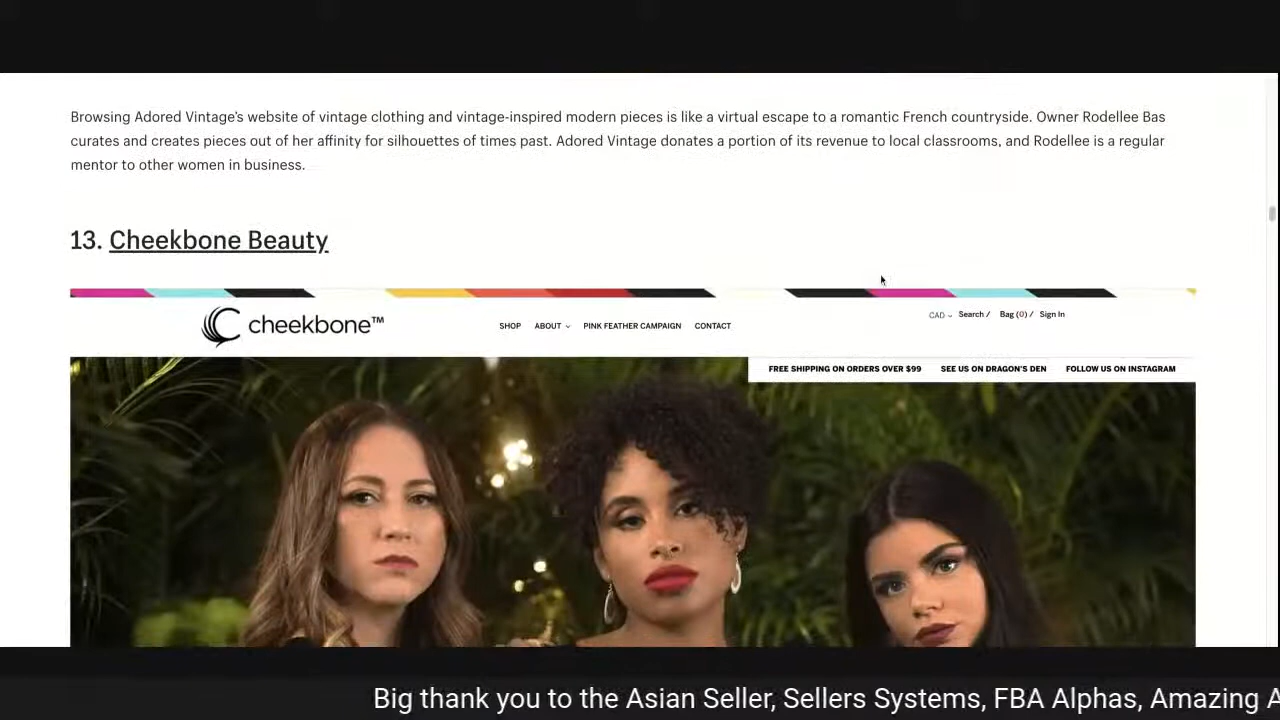 Browsing Adored Vintage's website of vintage clothing and vintage-inspired modern pieces is like a virtual escape to a romantic French countryside. Owner Rodellee Bas
curates and creates pieces out of her affinity for silhouettes of times past. Adored Vintage donates a portion of its revenue to local classrooms, and Rodellee is a regular
mentor to other women in business.
13. Cheekbone Beauty
cheekbone™
SHOP ABOUT PINK FEATHER CAMPAIGN CONTACT
CAD Search / Bag (0) / Sign In
FREE SHIPPING ON ORDERS OVER $99 SEE US ON DRAGON'S DEN FOLLOW US ON INSTAGRAM
Big thank you to the Asian Seller, Sellers Systems, FBA Alphas, Amazing A